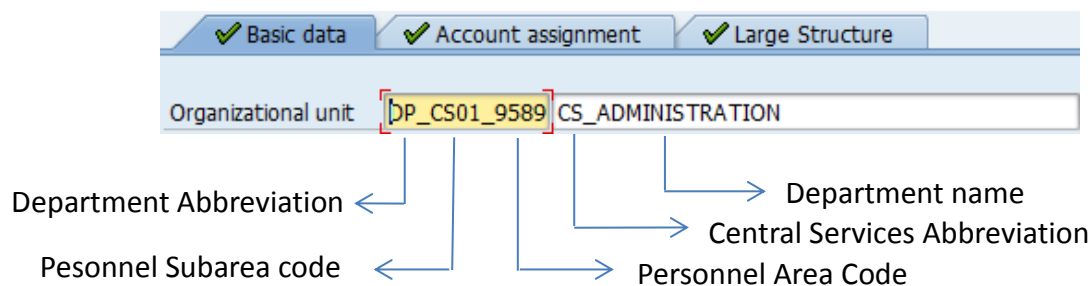 Basic data Account assignment Large Structure
Organizational unit DP_CS01_9589 CS_ADMINISTRATION
Department Abbreviation Department name
Central Services Abbreviation
Pesonnel Subarea code Personnel Area Code